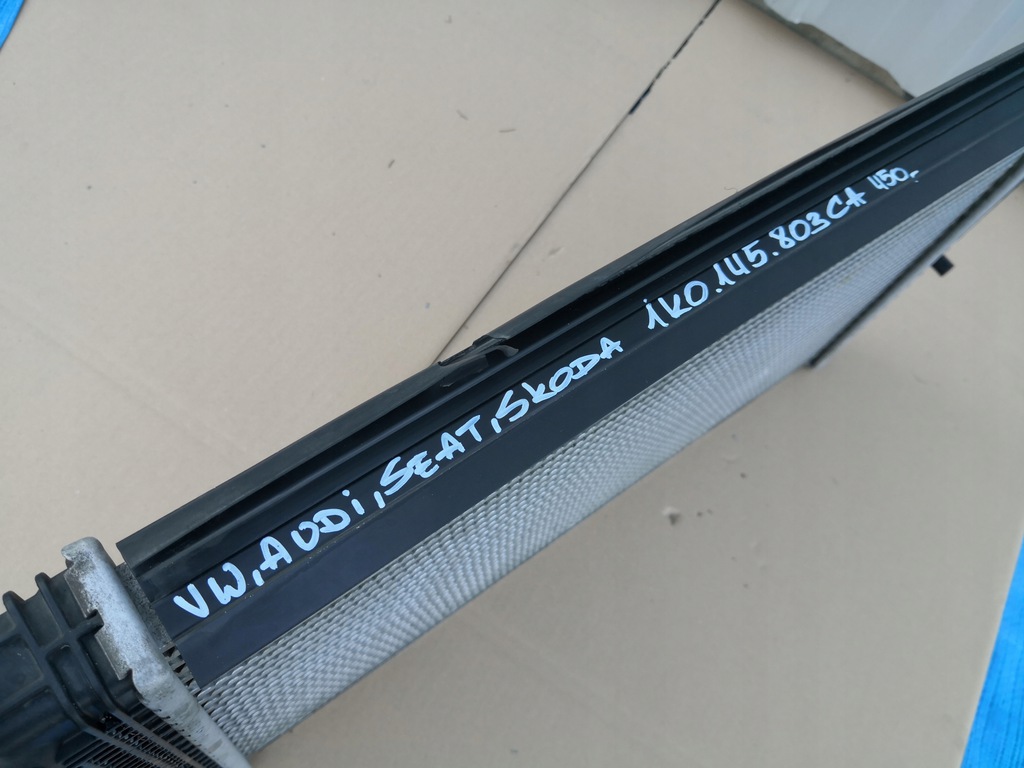 VW, AUDi, SEAT, SKODA 1K0.145.803CA 450,-